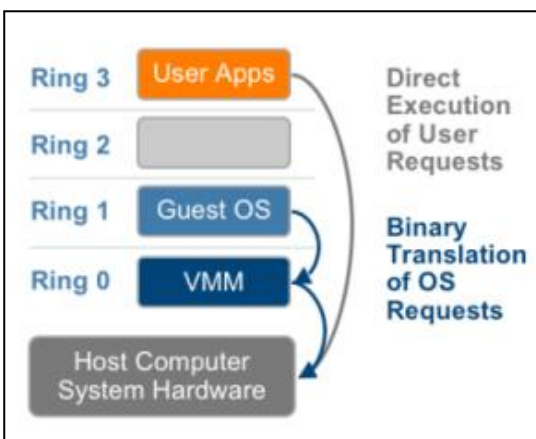 Ring 3
User Apps
Ring 2
Ring 1
Guest OS
Ring 0
VMM
Host Computer
System Hardware
Direct
Execution
of User
Requests
Binary
Translation
of OS
Requests